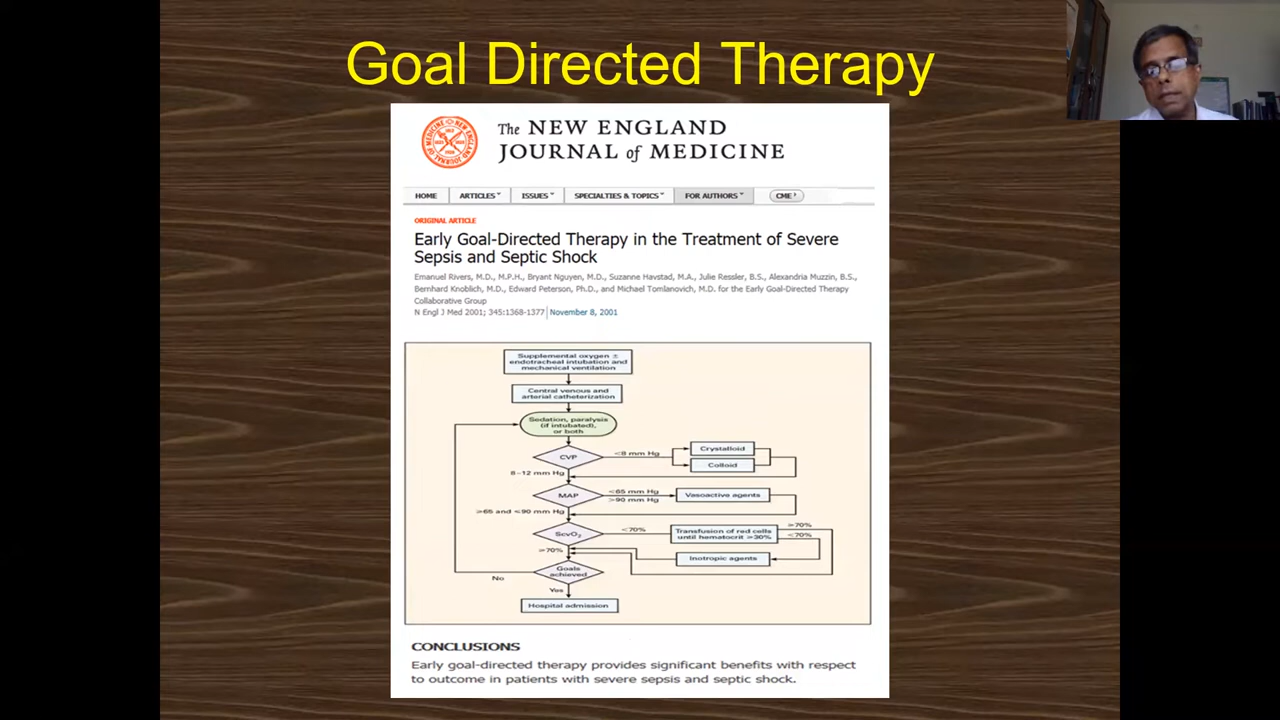 Goal Directed Therapy
The NEW ENGLAND
JOURNAL of MEDICINE
HOME ARTICLES ISSUES SPECIALTIES & TOPICS FOR AUTHORS CME
ORIGINAL ARTICLE
Early Goal-Directed Therapy in the Treatment of Severe
Sepsis and Septic Shock
Emanuel Rivers, M.D., M.P.H., Bryant Nguyen, M.D., Suzanne Havstad, M.A., Julie Ressler, B.S., Alexandria Muzzin, B.S.,
Bernhard Knoblich, M.D., Edward Peterson, Ph.D., and Michael Tomlanovich, M.D. for the Early Goal-Directed Therapy
Collaborative Group
N Engl J Med 2001; 345:1368-1377 | November 8, 2001
Supplemental oxygen ±
endotracheal intubation and
mechanical ventilation
Central venous and
arterial catheterization
Sedation, paralysis
(if intubated),
or both
CVP
<8 mm Hg
Crystalloid
Colloid
8–12 mm Hg
MAP
<65 mm Hg
>90 mm Hg
Vasoactive agents
≥65 and ≤90 mm Hg
ScvO2
<70%
Transfusion of red cells
until hematocrit ≥30%
≥70%
<70%
≥70%
Inotropic agents
Goals
achieved
No
Yes
Hospital admission
CONCLUSIONS
Early goal-directed therapy provides significant benefits with respect
to outcome in patients with severe sepsis and septic shock.